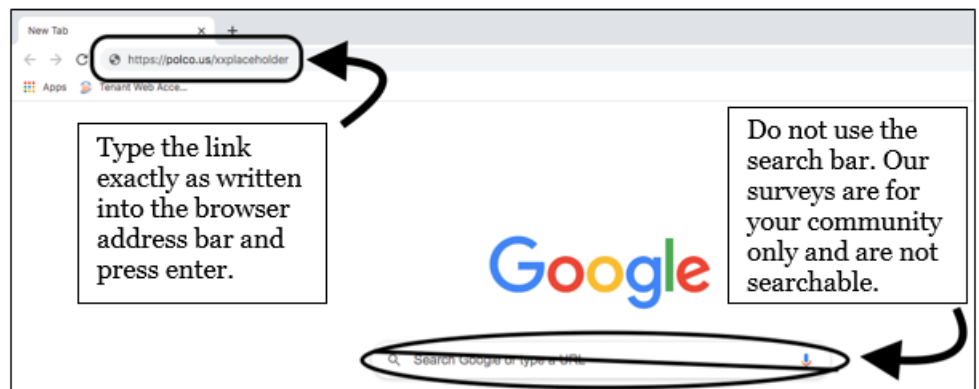 New Tab
https://polco.us/xxplaceholder
Apps Tenant Web Acce...
Type the link
exactly as written
into the browser
address bar and
press enter.
Do not use the
search bar. Our
surveys are for
your community
only and are not
searchable.
Google
Search Google or type a URL